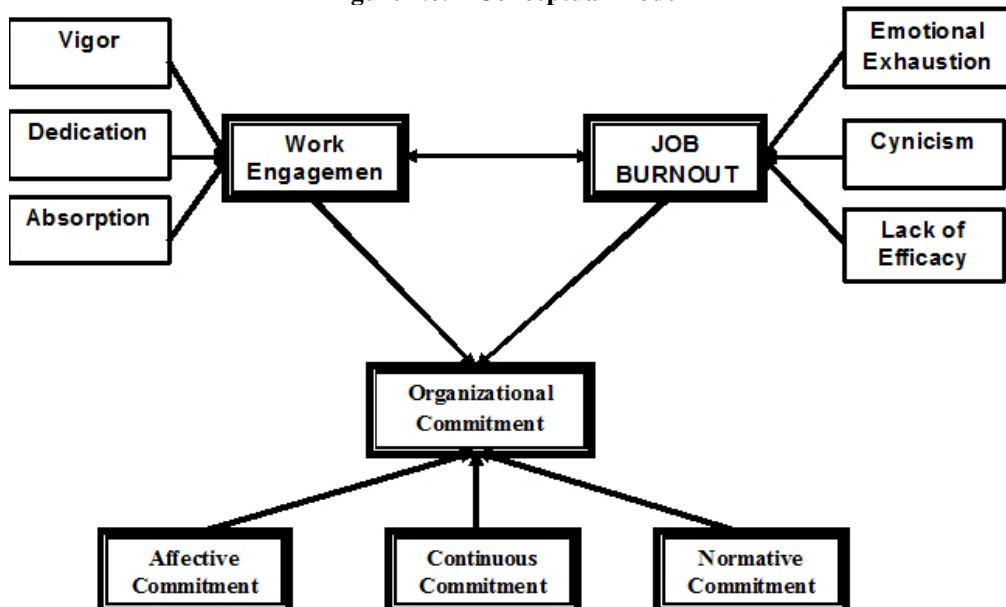 Vigor
Dedication
Absorption
Work
Engagemen
JOB
BURNOUT
Emotional
Exhaustion
Cynicism
Lack of
Efficacy
Organizational
Commitment
Affective
Commitment
Continuous
Commitment
Normative
Commitment